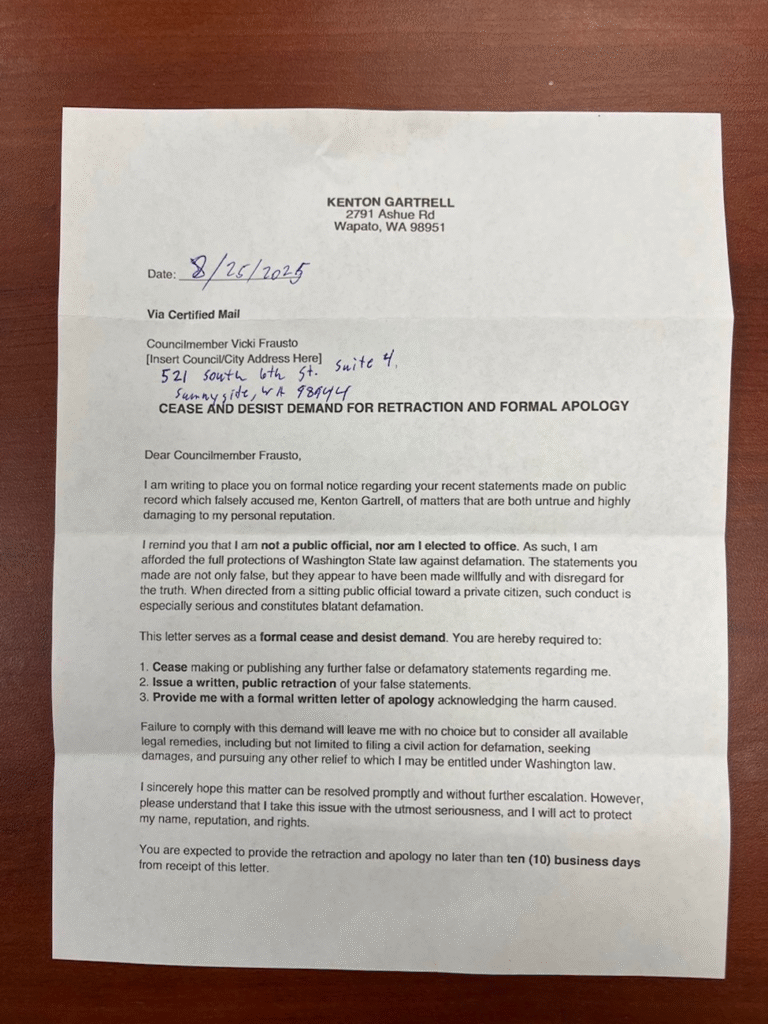 KENTON GARTRELL
2791 Ashue Rd
Wapato, WA 98951
Date: 8/25/2025
Via Certified Mail
Councilmember Vicki Frausto
[Insert Council/City Address Here]
521 South 6th St. Suite 4.
Sunnyside, WA 98944
CEASE AND DESIST DEMAND FOR RETRACTION AND FORMAL APOLOGY
Dear Councilmember Frausto,
I am writing to place you on formal notice regarding your recent statements made on public
record which falsely accused me, Kenton Gartrell, of matters that are both untrue and highly
damaging to my personal reputation.
I remind you that I am not a public official, nor am I elected to office. As such, I am
afforded the full protections of Washington State law against defamation. The statements you
made are not only false, but they appear to have been made willfully and with disregard for
the truth. When directed from a sitting public official toward a private citizen, such conduct is
especially serious and constitutes blatant defamation.
This letter serves as a formal cease and desist demand. You are hereby required to:
1. Cease making or publishing any further false or defamatory statements regarding me.
2. Issue a written, public retraction of your false statements.
3. Provide me with a formal written letter of apology acknowledging the harm caused.
Failure to comply with this demand will leave me with no choice but to consider all available
legal remedies, including but not limited to filing a civil action for defamation, seeking
damages, and pursuing any other relief to which I may be entitled under Washington law.
I sincerely hope this matter can be resolved promptly and without further escalation. However,
please understand that I take this issue with the utmost seriousness, and I will act to protect
my name, reputation, and rights.
You are expected to provide the retraction and apology no later than ten (10) business days
from receipt of this letter.